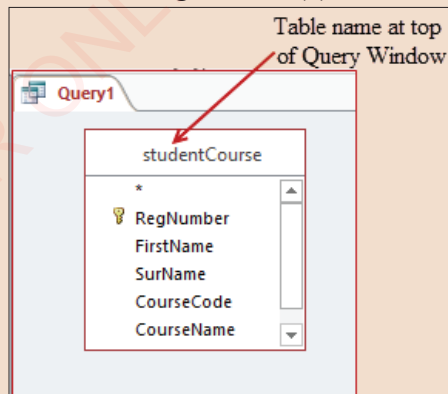 Table name at top
of Query Window
Query1
studentCourse
*
RegNumber
FirstName
SurName
CourseCode
CourseName